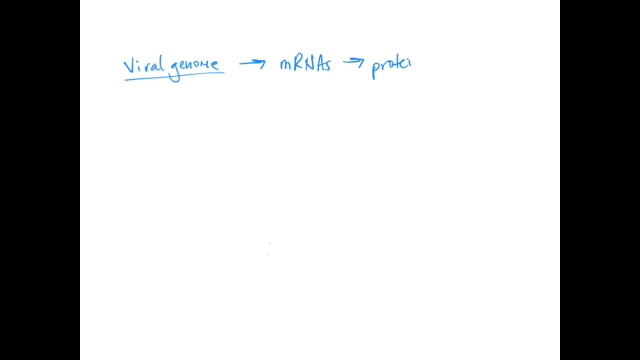 Viral genome → mRNAs → protei